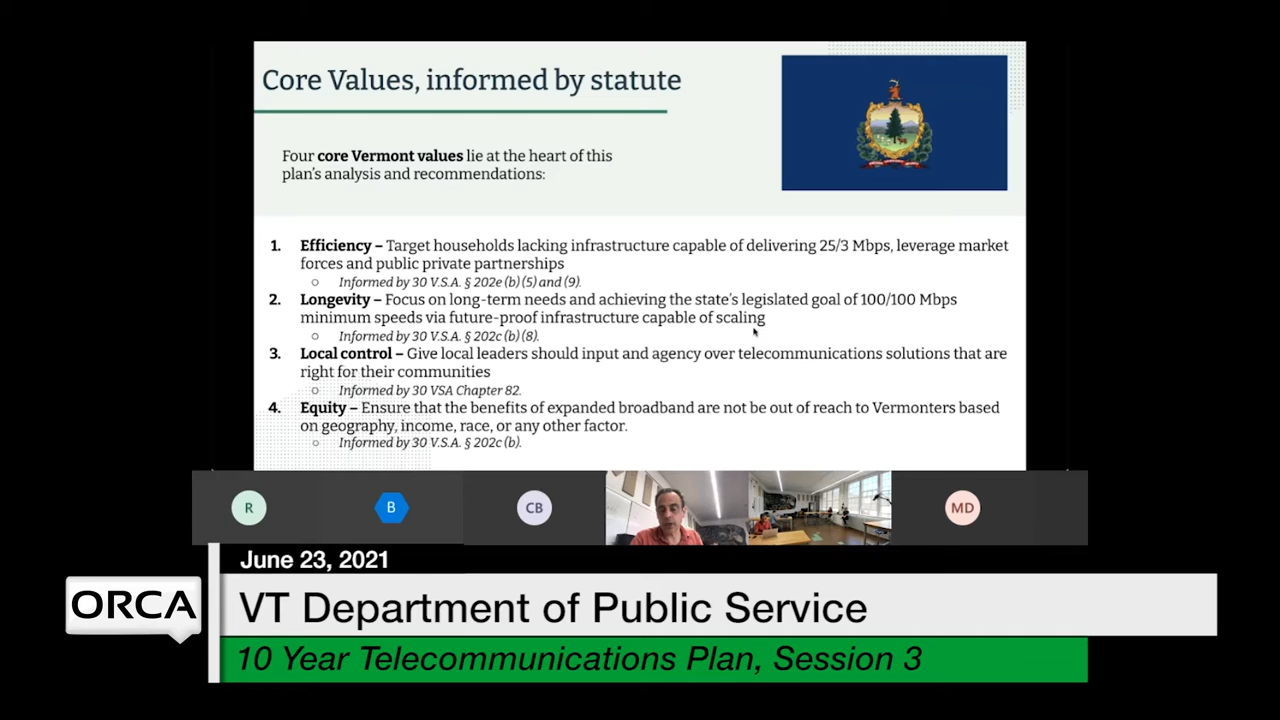 Core Values, informed by statute
Four core Vermont values lie at the heart of this
plan's analysis and recommendations:
1. Efficiency – Target households lacking infrastructure capable of delivering 25/3 Mbps, leverage market
forces and public private partnerships
○ Informed by 30 V.S.A. § 202e (b) (5) and (9).
2. Longevity – Focus on long-term needs and achieving the state's legislated goal of 100/100 Mbps
minimum speeds via future-proof infrastructure capable of scaling
○ Informed by 30 V.S.A. § 202c (b) (8).
3. Local control – Give local leaders should input and agency over telecommunications solutions that are
right for their communities
○ Informed by 30 VSA Chapter 82.
4. Equity – Ensure that the benefits of expanded broadband are not be out of reach to Vermonters based
on geography, income, race, or any other factor.
○ Informed by 30 V.S.A. § 202c (b).
R
B
CB
MD
June 23, 2021
ORCA
VT Department of Public Service
10 Year Telecommunications Plan, Session 3